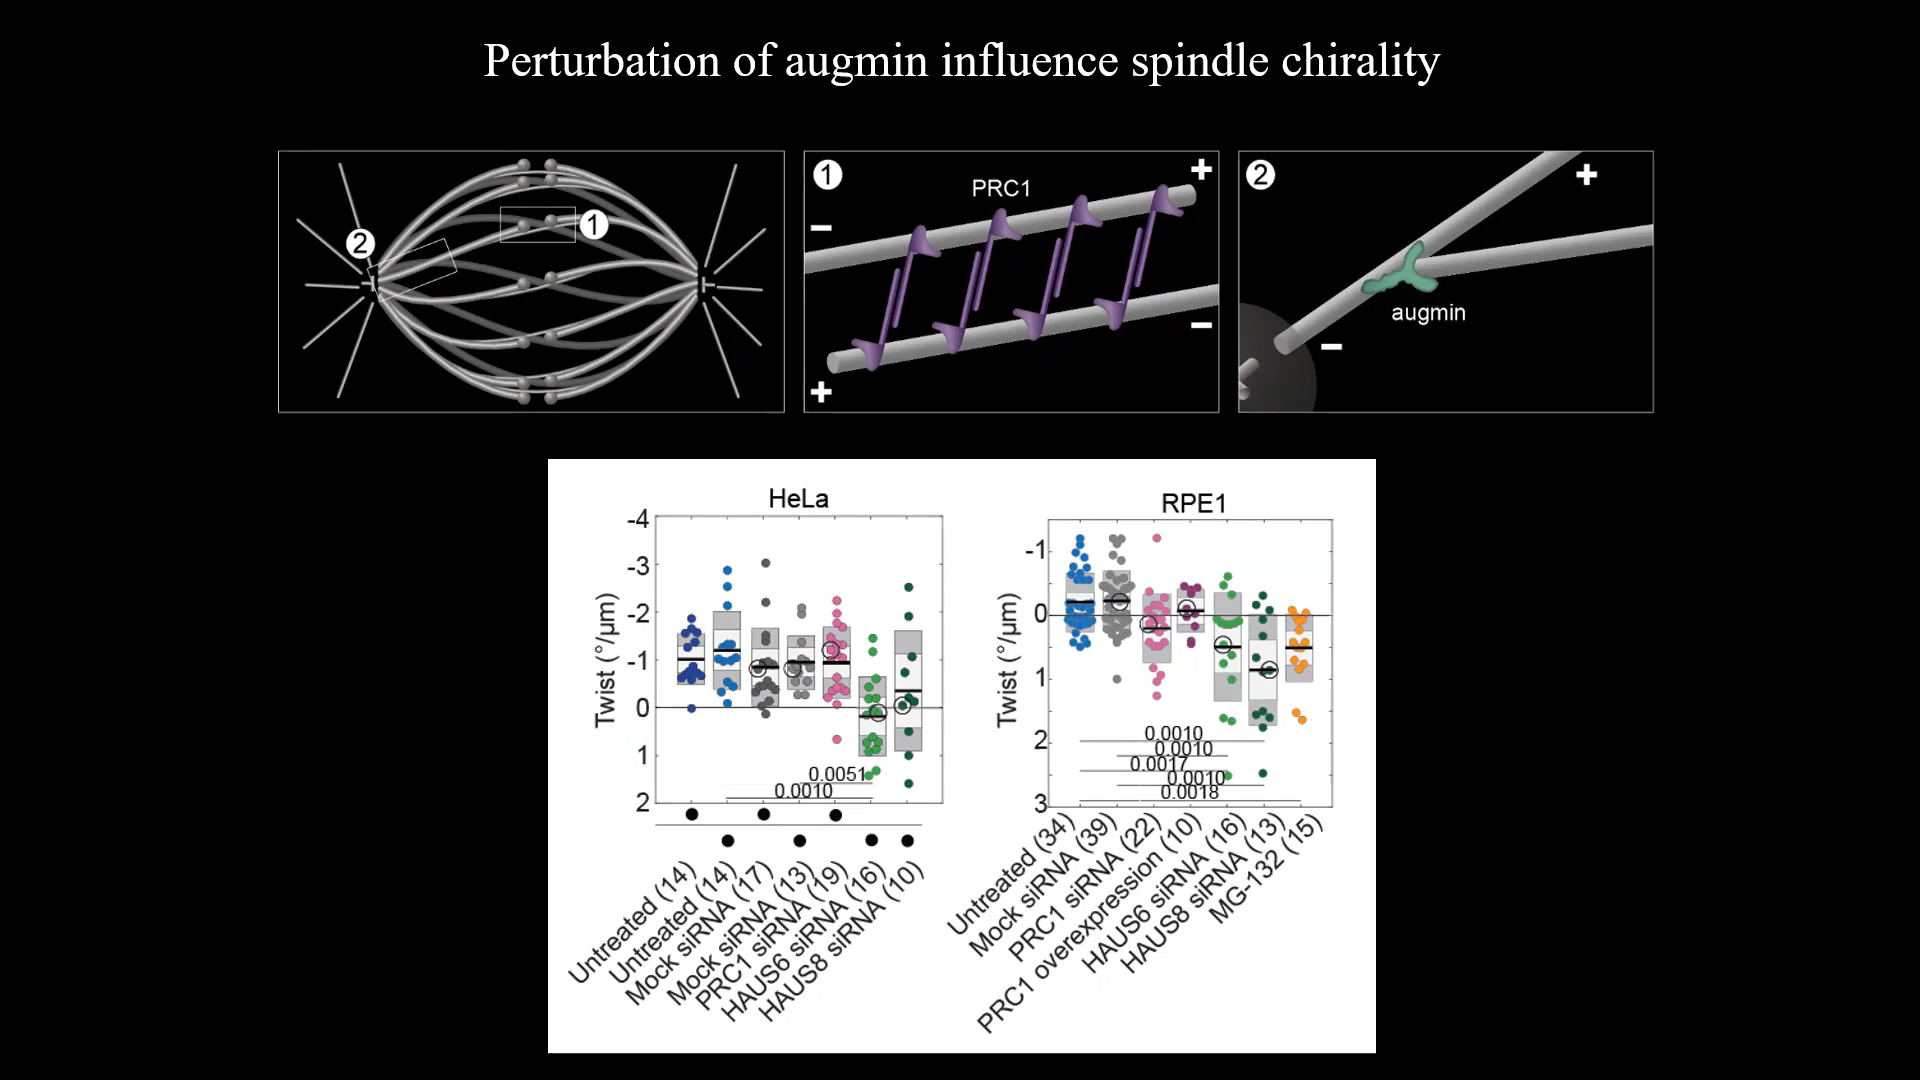 Perturbation of augmin influence spindle chirality
2
1
1
PRC1
+
−
−
+
2
+
augmin
−
HeLa
-4
-3
-2
-1
0
1
2
Twist (°/μm)
0.0051
0.0010
Untreated (14)
Untreated (14)
Mock siRNA (17)
Mock siRNA (13)
PRC1 siRNA (19)
HAUS6 siRNA (16)
HAUS8 siRNA (10)
RPE1
-1
0
1
2
3
Twist (°/μm)
0.0010
0.0010
0.0017
0.0010
0.0018
Untreated (34)
Mock siRNA (39)
PRC1 siRNA (22)
PRC1 overexpression (10)
HAUS6 siRNA (16)
HAUS8 siRNA (13)
MG-132 (15)